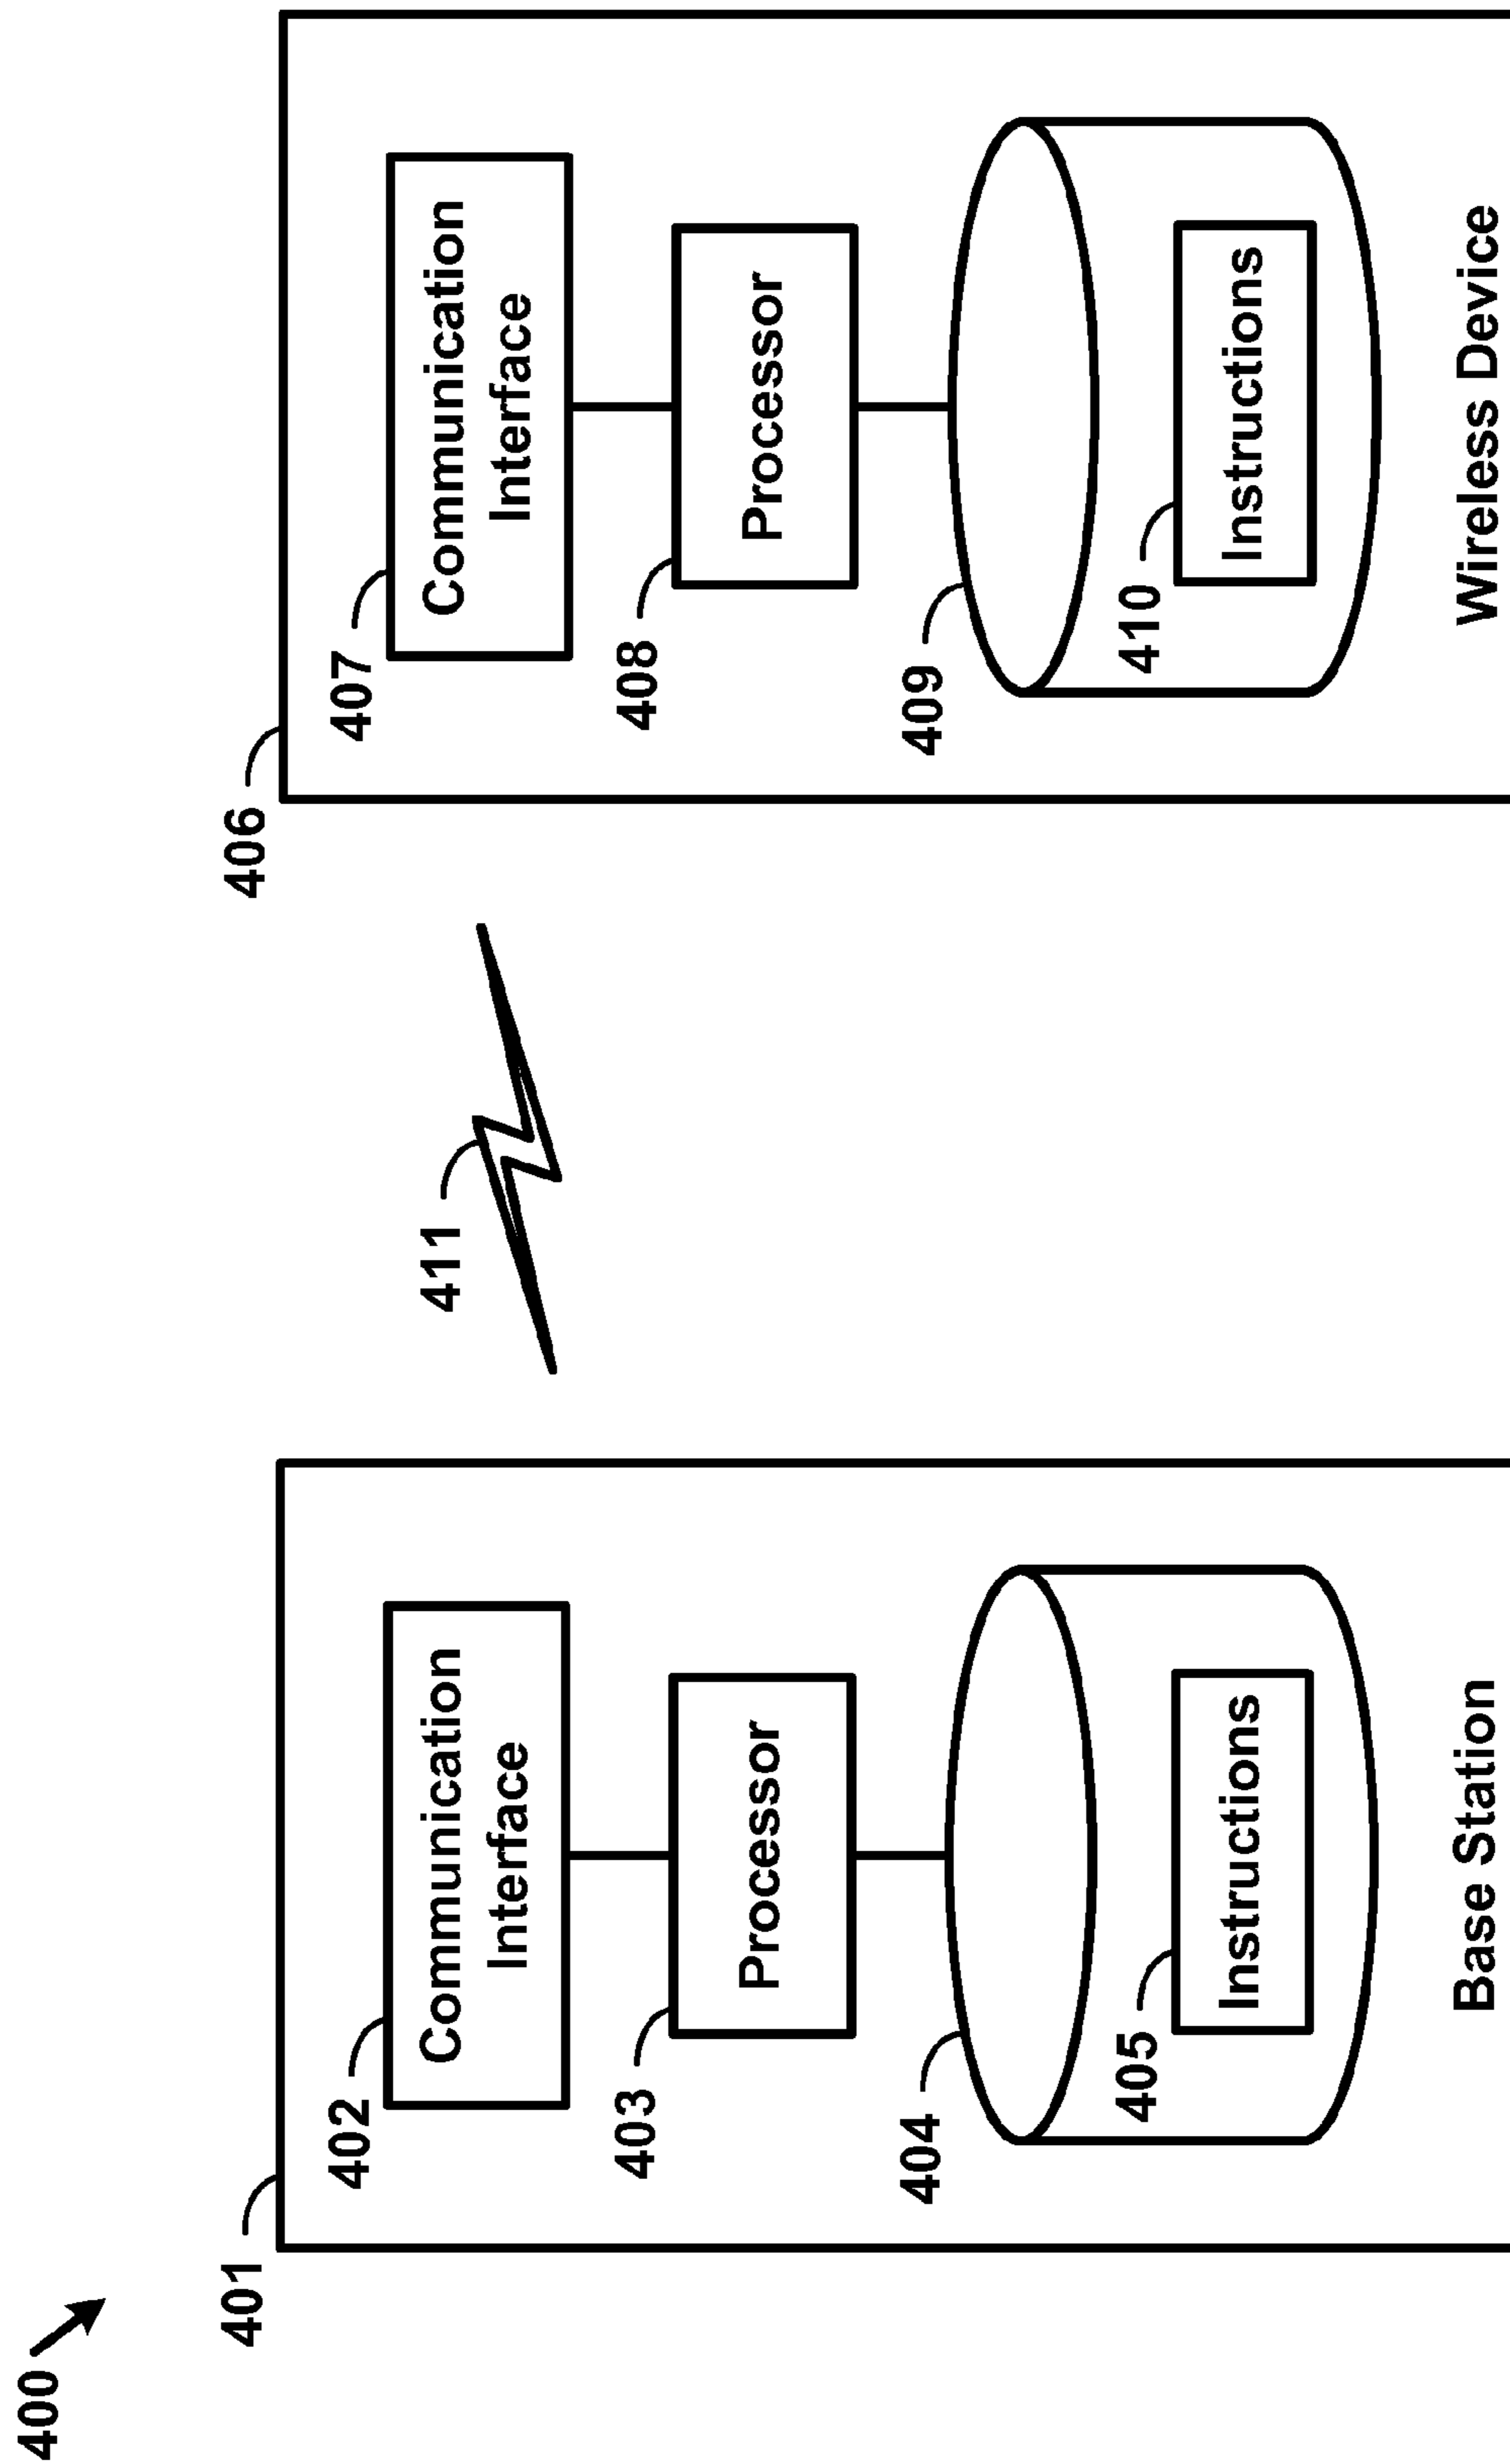 400
401
402
Communication
Interface
403
Processor
404
405
Instructions
Base Station
411
406
407
Communication
Interface
408
Processor
409
410
Instructions
Wireless Device